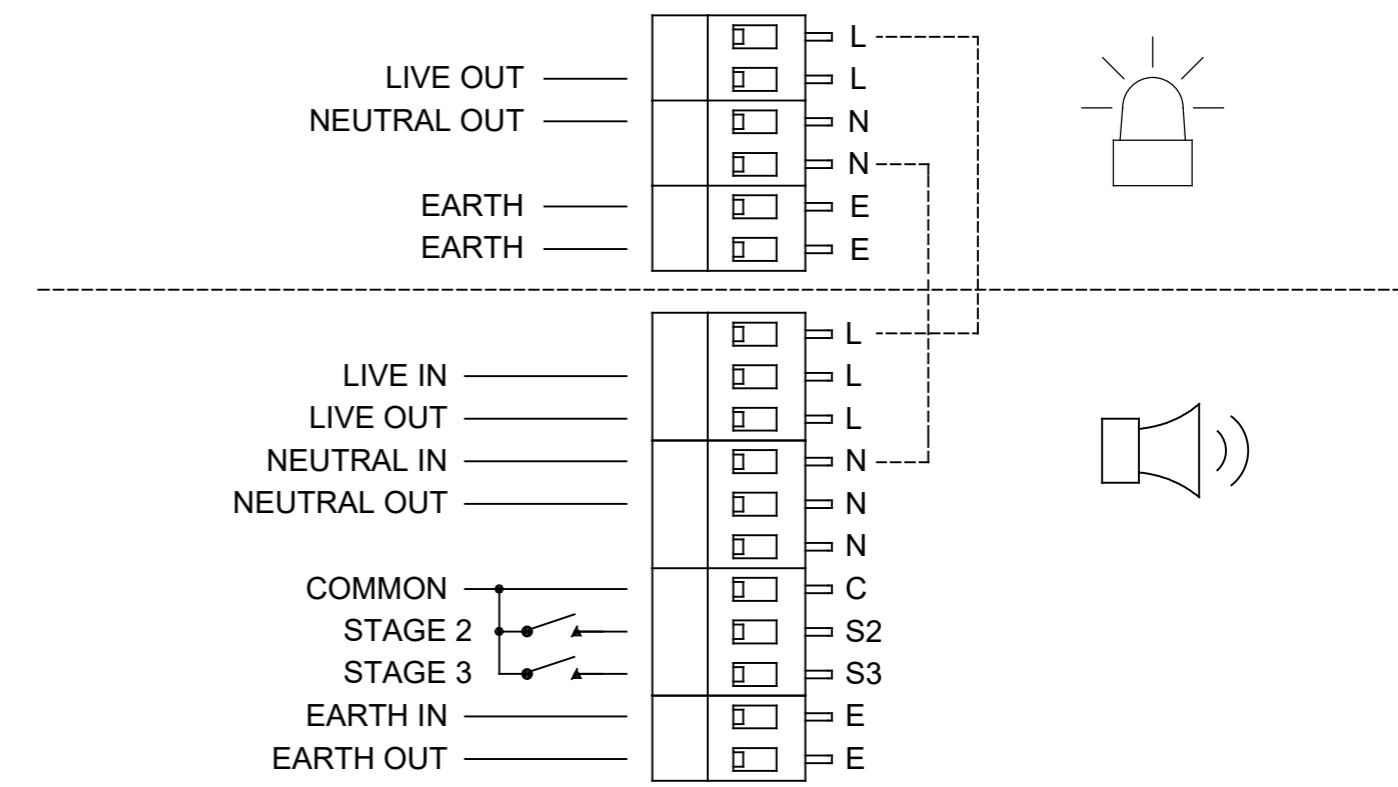 L
LIVE OUT L
NEUTRAL OUT N
N
EARTH E
EARTH E
L
LIVE IN L
LIVE OUT L
NEUTRAL IN N
NEUTRAL OUT N
N
COMMON C
STAGE 2 S2
STAGE 3 S3
EARTH IN E
EARTH OUT E